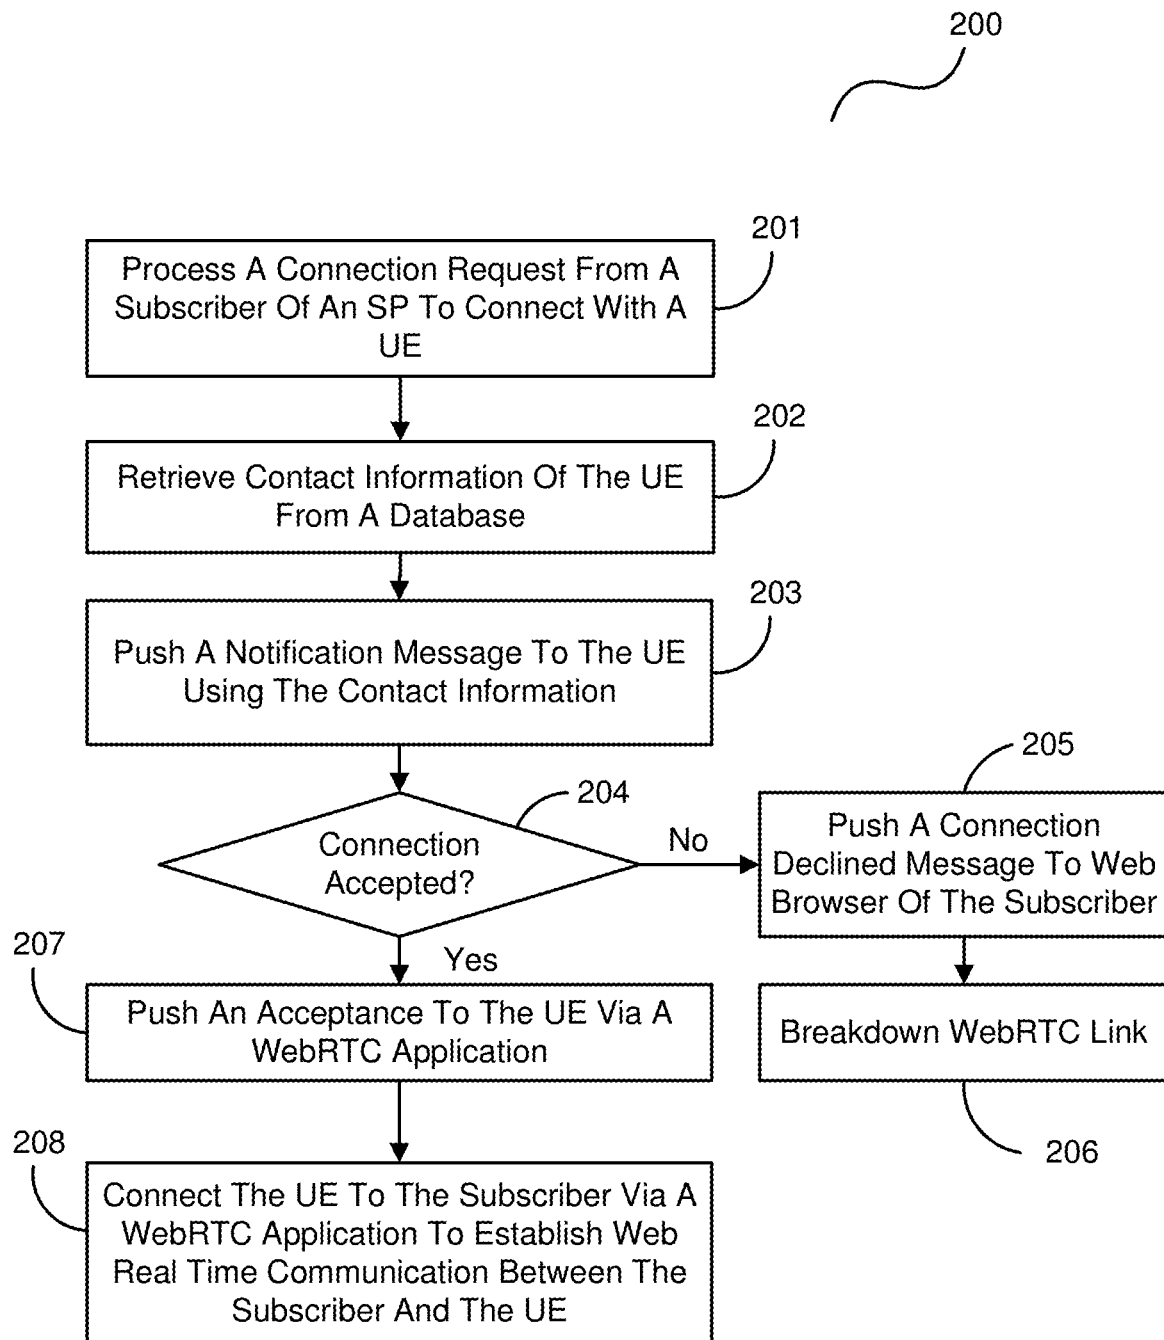 200
201
Process A Connection Request From A
Subscriber Of An SP To Connect With A
UE
202
Retrieve Contact Information Of The UE
From A Database
203
Push A Notification Message To The UE
Using The Contact Information
204
Connection
Accepted?
No
Yes
205
Push A Connection
Declined Message To Web
Browser Of The Subscriber
Breakdown WebRTC Link
206
207
Push An Acceptance To The UE Via A
WebRTC Application
208
Connect The UE To The Subscriber Via A
WebRTC Application To Establish Web
Real Time Communication Between The
Subscriber And The UE